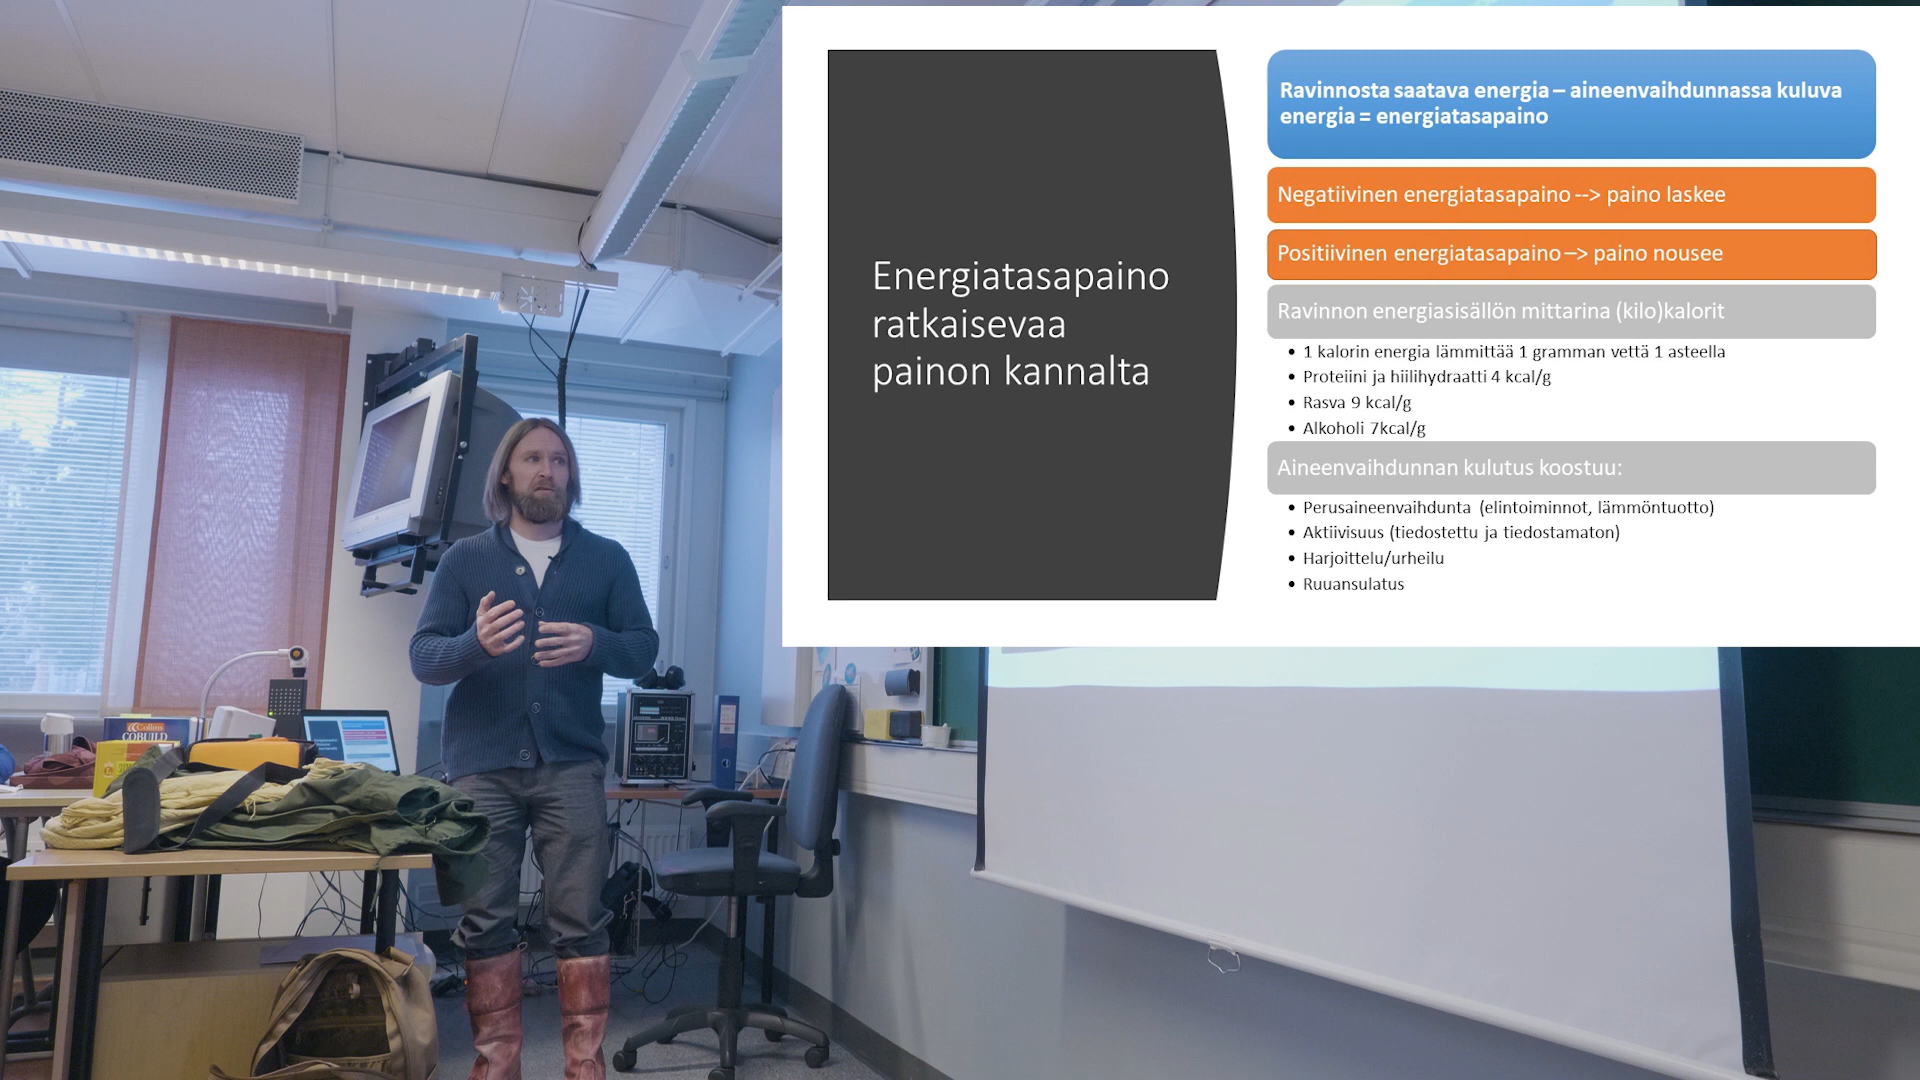 Energiatasapaino
ratkaisevaa
painon kannalta
Ravinnosta saatava energia – aineenvaihdunnassa kuluva
energia = energiatasapaino
Negatiivinen energiatasapaino --> paino laskee
Positiivinen energiatasapaino –> paino nousee
Ravinnon energiasisällön mittarina (kilo)kalorit
• 1 kalorin energia lämmittää 1 gramman vettä 1 asteella
• Proteiini ja hiilihydraatti 4 kcal/g
• Rasva 9 kcal/g
• Alkoholi 7kcal/g
Aineenvaihdunnan kulutus koostuu:
• Perusaineenvaihdunta (elintoiminnot, lämmöntuotto)
• Aktiivisuus (tiedostettu ja tiedostamaton)
• Harjoittelu/urheilu
• Ruuansulatus
Collins
COBUILD